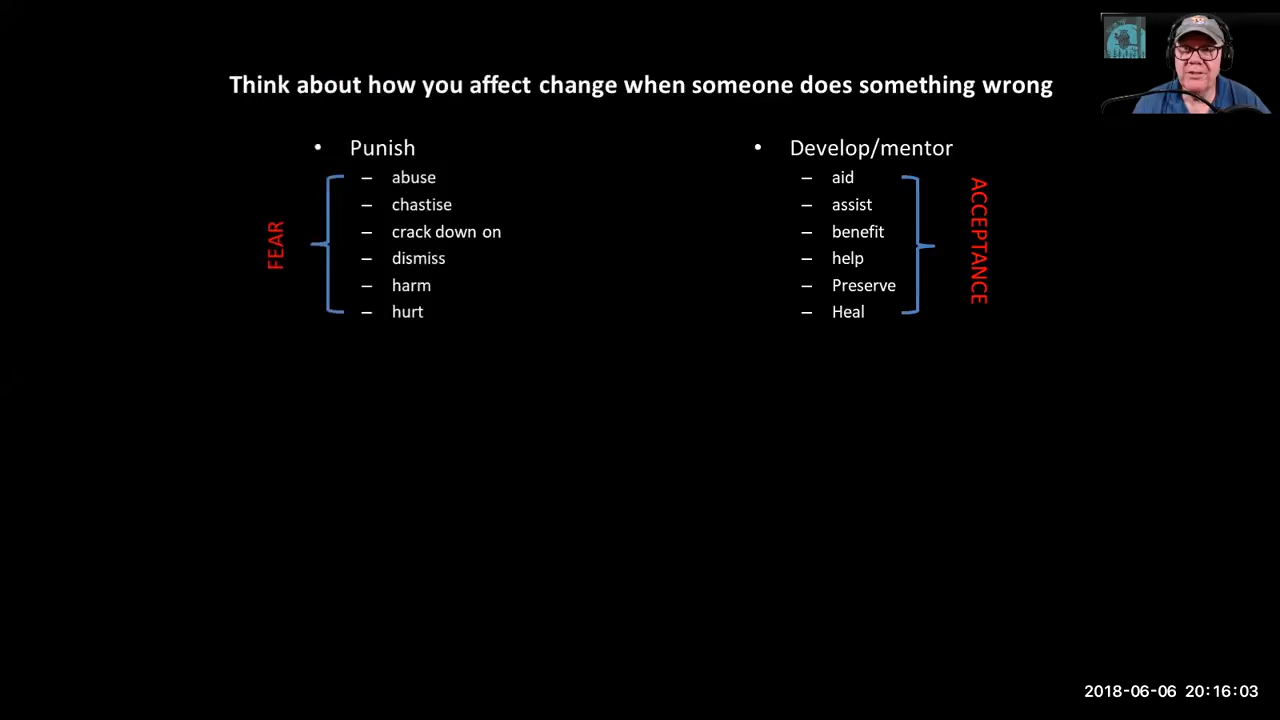 Think about how you affect change when someone does something wrong
• Punish
– abuse
– chastise
– crack down on
– dismiss
– harm
– hurt
FEAR
• Develop/mentor
– aid
– assist
– benefit
– help
– Preserve
– Heal
ACCEPTANCE
2018-06-06 20:16:03